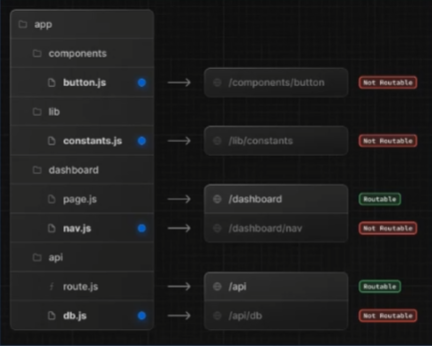 app
components
button.js
/components/button
Not Routable
lib
constants.js
/lib/constants
Not Routable
dashboard
page.js
/dashboard
Routable
nav.js
/dashboard/nav
Not Routable
api
route.js
/api
Routable
db.js
/api/db
Not Routable